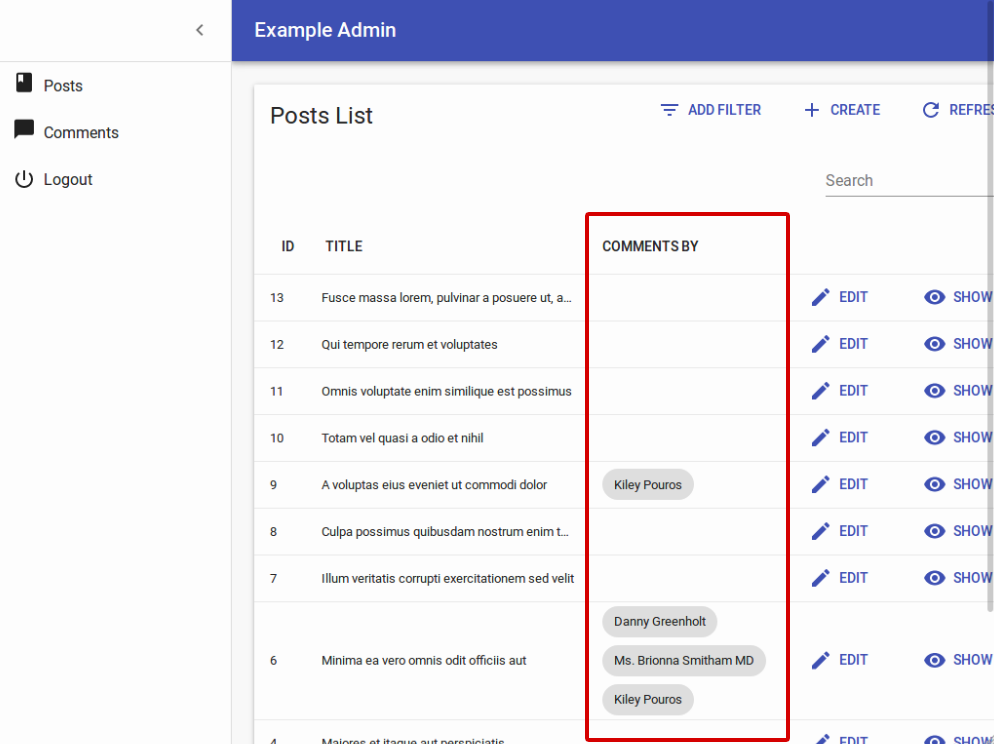 Example Admin
Posts
Comments
Logout
Posts List
ADD FILTER
CREATE
Search
ID TITLE COMMENTS BY
13 Fusce massa lorem, pulvinar a posuere ut, a... EDIT SHOW
12 Qui tempore rerum et voluptates EDIT SHOW
11 Omnis voluptate enim similique est possimus EDIT SHOW
10 Totam vel quasi a odio et nihil EDIT SHOW
9 A voluptas eius eveniet ut commodi dolor Kiley Pouros EDIT SHOW
8 Culpa possimus quibusdam nostrum enim t... EDIT SHOW
7 Illum veritatis corrupti exercitationem sed velit EDIT SHOW
Danny Greenholt
6 Minima ea vero omnis odit officiis aut Ms. Brionna Smitham MD EDIT SHOW
Kiley Pouros
4 Maiores et itaque aut perspiciatis EDIT SHOW